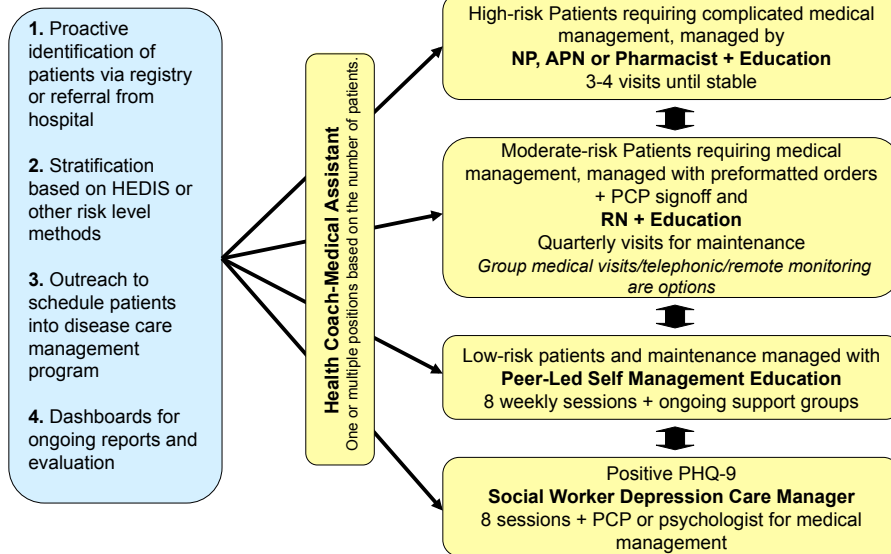 1. Proactive
identification of
patients via registry
or referral from
hospital
2. Stratification
based on HEDIS or
other risk level
methods
3. Outreach to
schedule patients
into disease care
management
program
4. Dashboards for
ongoing reports and
evaluation
Health Coach-Medical Assistant
One or multiple positions based on the number of patients.
High-risk Patients requiring complicated medical
management, managed by
NP, APN or Pharmacist + Education
3-4 visits until stable
Moderate-risk Patients requiring medical
management, managed with preformatted orders
+ PCP signoff and
RN + Education
Quarterly visits for maintenance
Group medical visits/telephonic/remote monitoring
are options
Low-risk patients and maintenance managed with
Peer-Led Self Management Education
8 weekly sessions + ongoing support groups
Positive PHQ-9
Social Worker Depression Care Manager
8 sessions + PCP or psychologist for medical
management